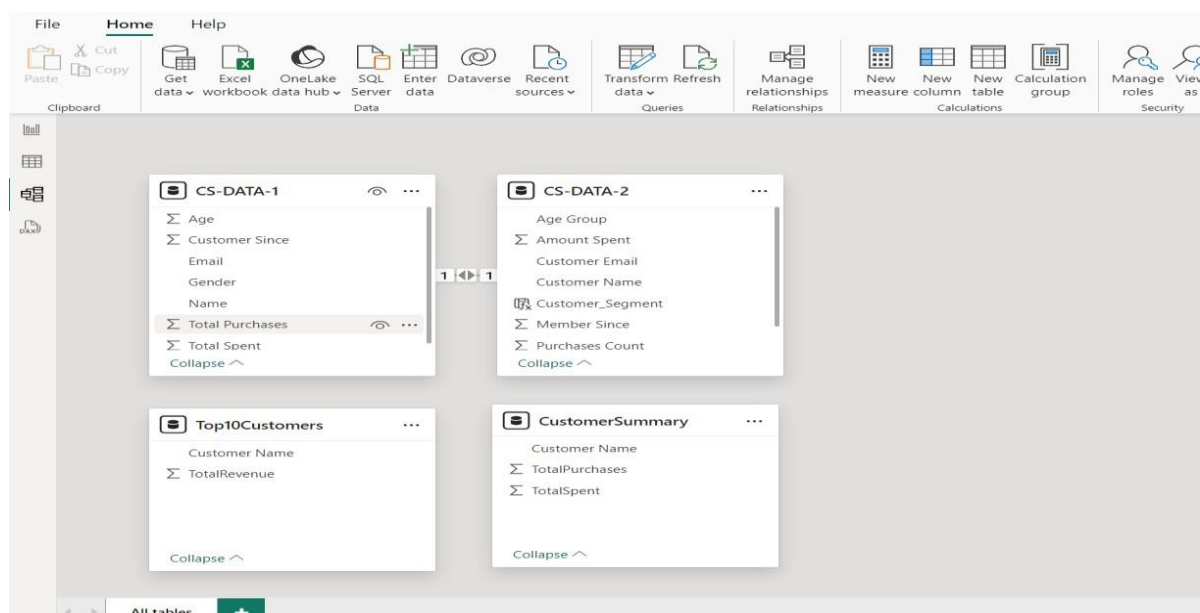 File Home Help
Paste
Cut
Copy
Clipboard
Get data
Excel workbook
OneLake data hub
SQL Server
Enter data
Dataverse
Recent sources
Data
Transform data
Refresh
Queries
Manage relationships
Relationships
New measure
New column
New table
Calculation group
Calculations
Manage roles
View as
Security
DAX
CS-DATA-1
Σ Age
Σ Customer Since
Email
Gender
Name
Σ Total Purchases
Σ Total Spent
Collapse
1 1
CS-DATA-2
Age Group
Σ Amount Spent
Customer Email
Customer Name
Customer_Segment
Σ Member Since
Σ Purchases Count
Collapse
Top10Customers
Customer Name
Σ TotalRevenue
Collapse
CustomerSummary
Customer Name
Σ TotalPurchases
Σ TotalSpent
Collapse
All tables +